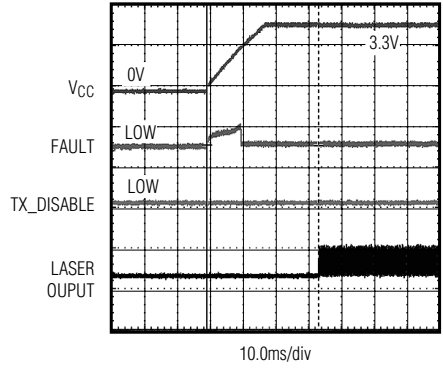 0V
3.3V
VCC
LOW
FAULT
LOW
TX_DISABLE
LASER
OUPUT
10.0ms/div